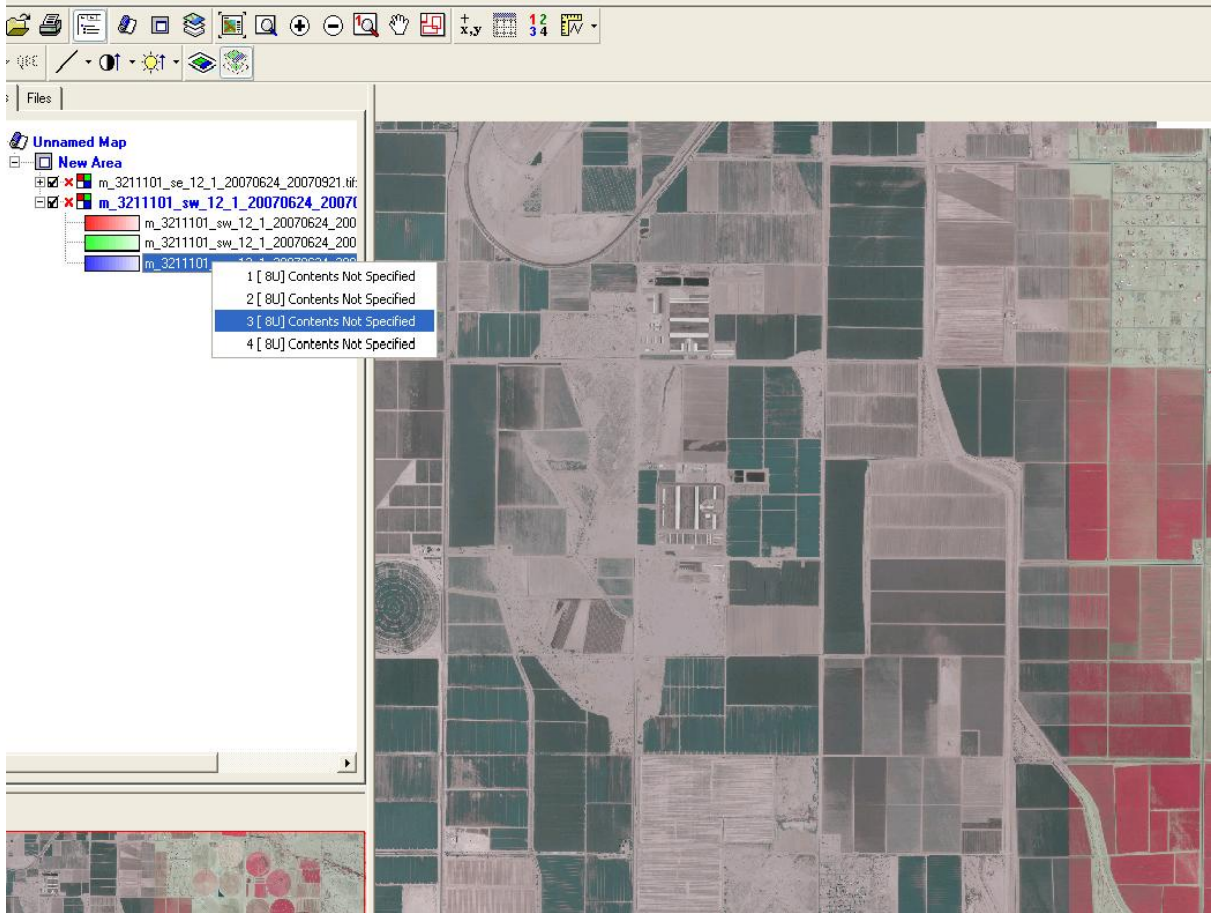 x,y
1 2
3 4
Files
Unnamed Map
New Area
m_3211101_se_12_1_20070624_20070921.tif:
m_3211101_sw_12_1_20070624_2007(
m_3211101_sw_12_1_20070624_200
m_3211101_sw_12_1_20070624_200
m_3211101_
1 [ 8U] Contents Not Specified
2 [ 8U] Contents Not Specified
3 [ 8U] Contents Not Specified
4 [ 8U] Contents Not Specified